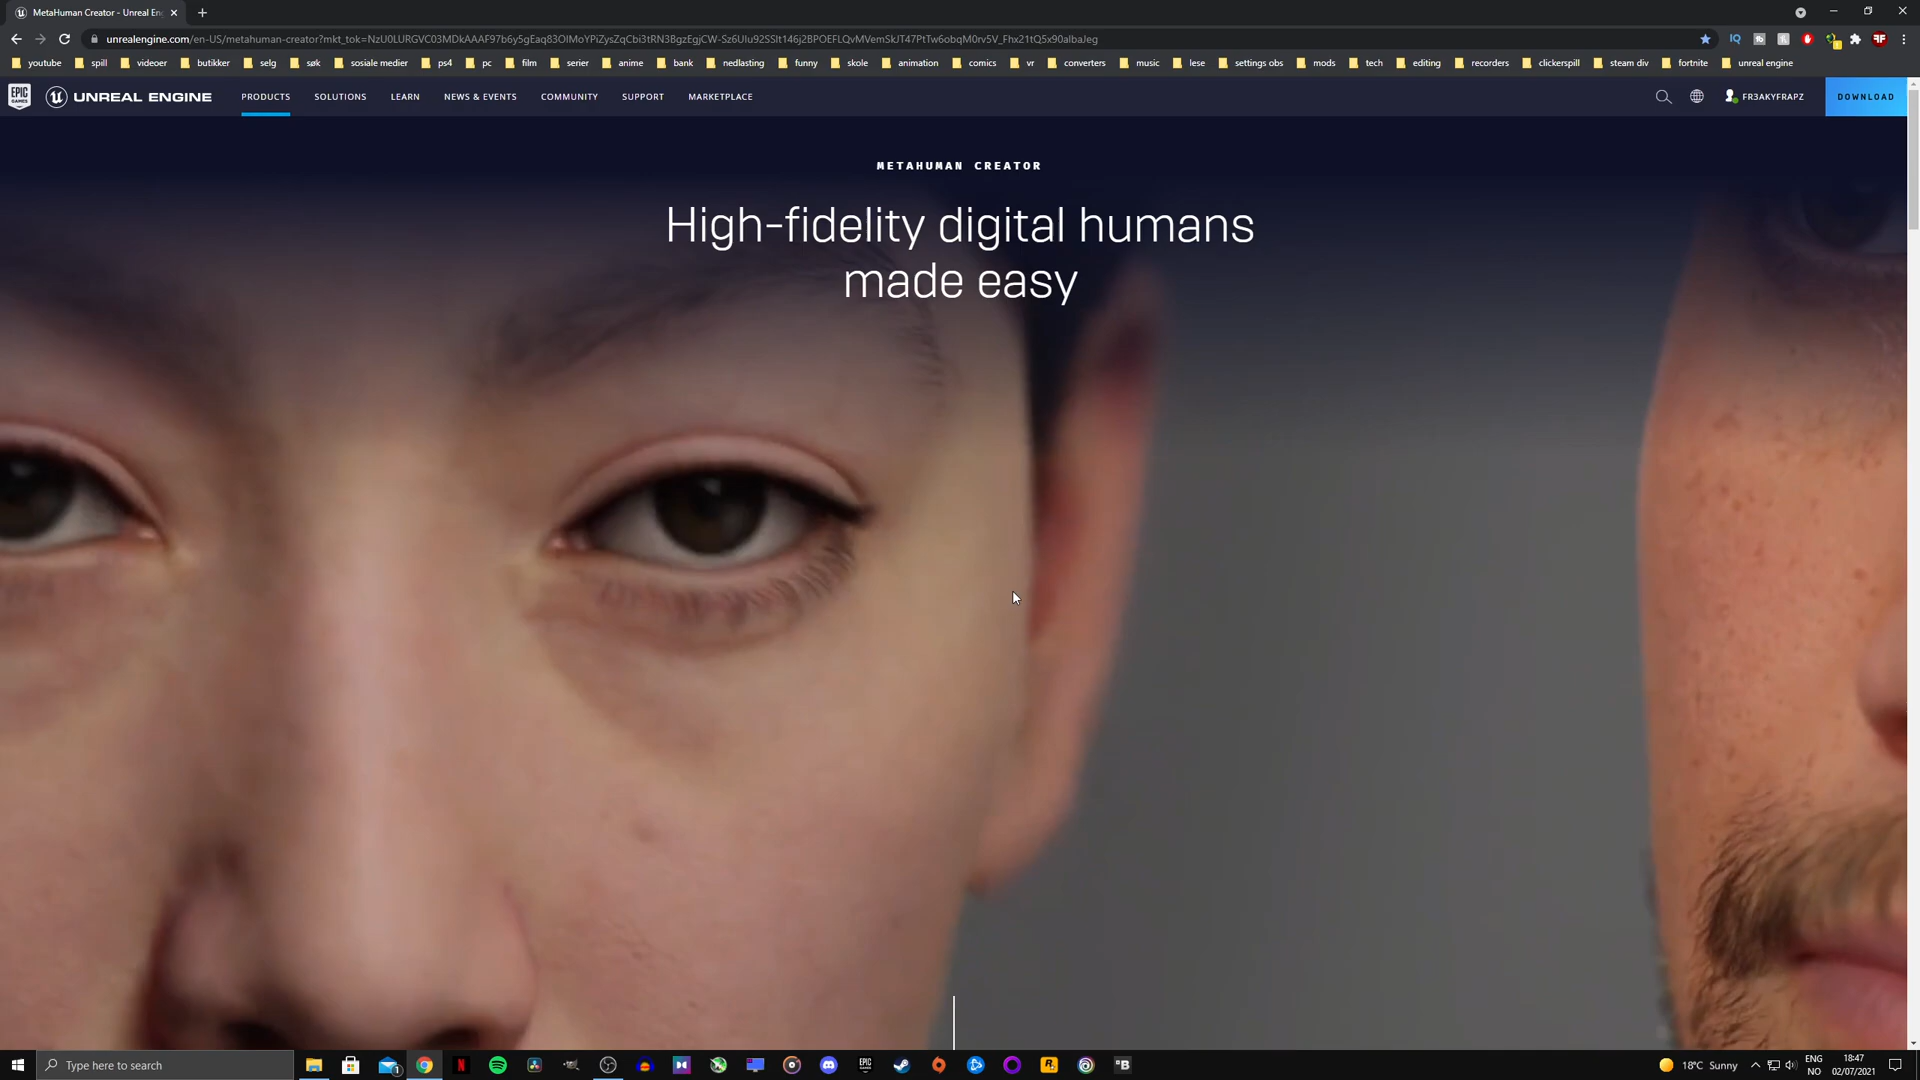 MetaHuman Creator - Unreal En
unrealengine.com/en-US/metahuman-creator?mkt_tok=
youtube spill videoer butikker selg søk sosiale medier ps4 pc film serier anime bank nedlasting funny skole animation comics vr converters music lese settings obs mods tech editing recorders clickerspill steam div fortnite unreal engine
EPIC GAMES UNREAL ENGINE PRODUCTS SOLUTIONS LEARN NEWS & EVENTS COMMUNITY SUPPORT MARKETPLACE FR3AKYFRAPZ DOWNLOAD
METAHUMAN CREATOR
High-fidelity digital humans
made easy
Type here to search
18°C Sunny
ENG
NO
18:47
02/07/2021